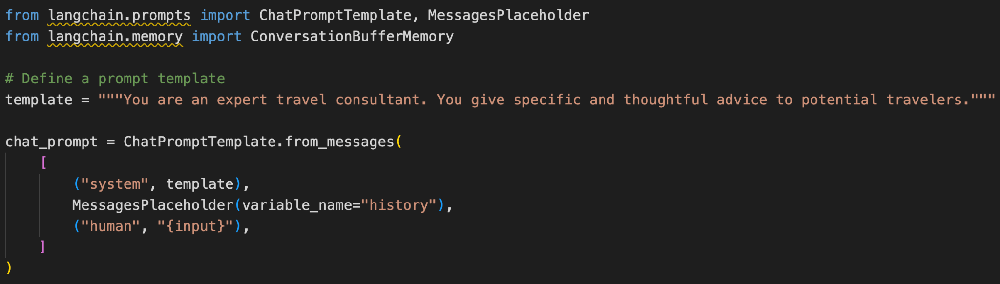 from langchain.prompts import ChatPromptTemplate, MessagesPlaceholder
from langchain.memory import ConversationBufferMemory

# Define a prompt template
template = """You are an expert travel consultant. You give specific and thoughtful advice to potential travelers."""

chat_prompt = ChatPromptTemplate.from_messages(
    [
        ("system", template),
        MessagesPlaceholder(variable_name="history"),
        ("human", "{input}"),
    ]
)